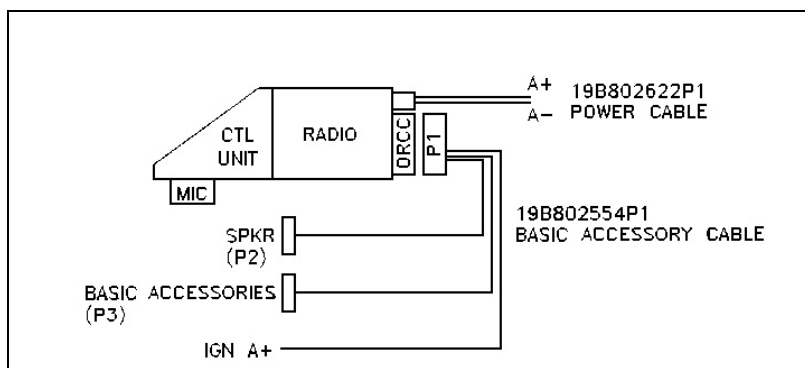 A+
19B802622P1
A-
POWER CABLE
CTL
UNIT
RADIO
ORCC
P1
MIC
19B802554P1
BASIC ACCESSORY CABLE
SPKR
(P2)
BASIC ACCESSORIES
(P3)
IGN A+